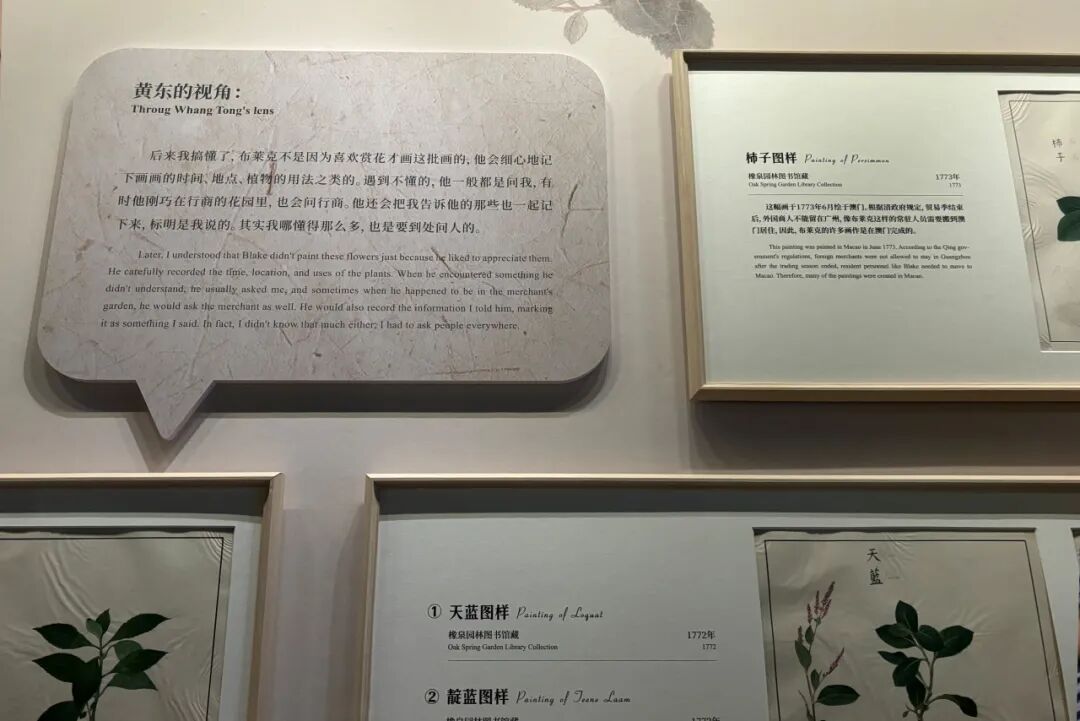 黄东的视角：
Throug Whang Tong's lens
后来我搞懂了，布莱克不是因为喜欢赏花才画这批画的，他会细心地记
下画画的时间、地点、植物的用法之类的。遇到不懂的，他一般都是问我，有
时他刚巧在行商的花园里，也会问行商。他还会把我告诉他的那些也一起记
下来，标明是我说的。其实我哪懂得那么多，也是要到处问人的。
Later, I understood that Blake didn't paint these flowers just because he liked to appreciate them.
He carefully recorded the time, location, and uses of the plants. When he encountered something he
didn't understand, he usually asked me, and sometimes when he happened to be in the merchant's
garden, he would ask the merchant as well. He would also record the information I told him, marking
it as something I said. In fact, I didn't know that much either; I had to ask people everywhere.
柿子图样 Painting of Persimmon
橡泉园林图书馆藏 1773年
Oak Spring Garden Library Collection 1773
这幅画于1773年6月绘于澳门。根据清政府规定，贸易季结束
后，外国商人不能留在广州，像布莱克这样的常驻人员需要搬到澳
门居住，因此，布莱克的许多画作是在澳门完成的。
This painting was painted in Macao in June 1773. According to the Qing gov-
ernment's regulations, foreign merchants were not allowed to stay in Guangzhou
after the trading season ended, resident personnel like Blake needed to move to
Macao. Therefore, many of the paintings were created in Macao.
柿子
① 天蓝图样 Painting of Loquat
橡泉园林图书馆藏 1772年
Oak Spring Garden Library Collection 1772
② 靛蓝图样 Painting of Teene Laam
橡泉园林图书馆藏 1772年
天蓝